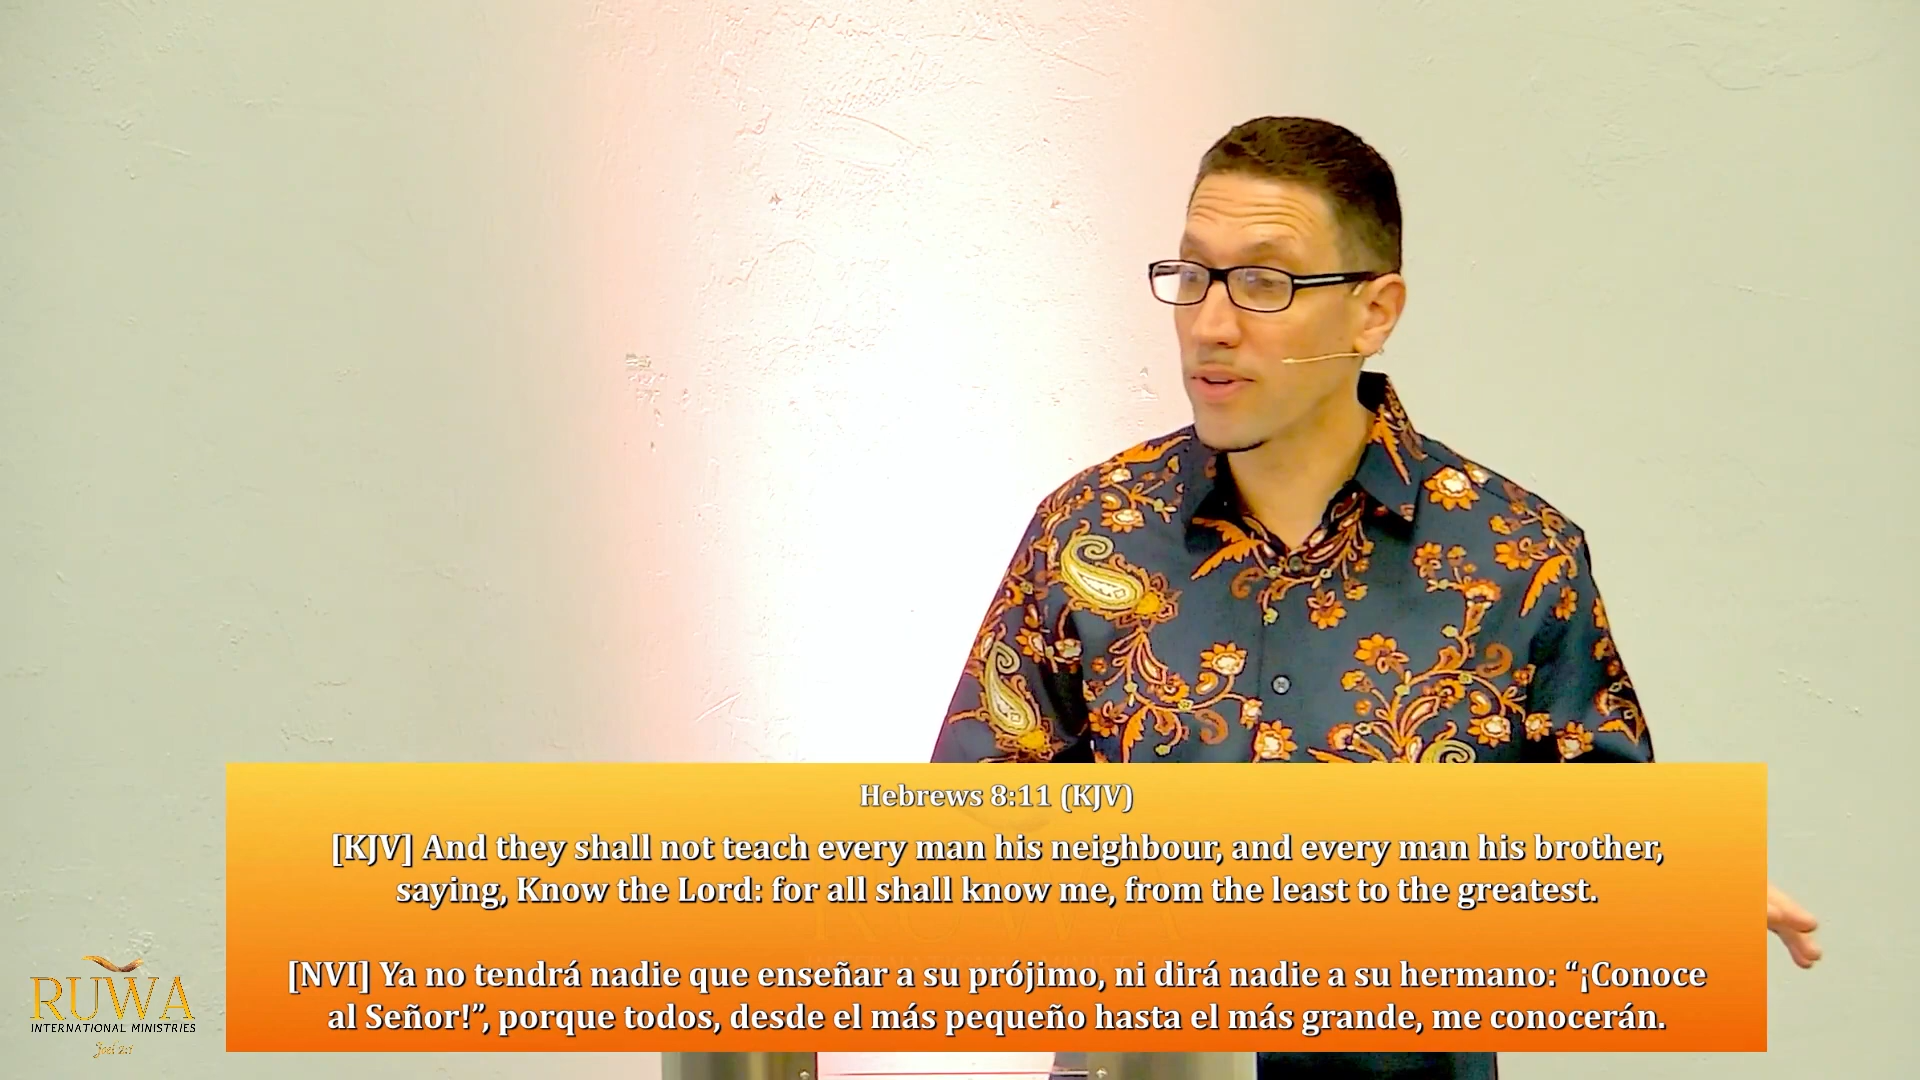 Hebrews 8:11 (KJV)
[KJV] And they shall not teach every man his neighbour, and every man his brother,
saying, Know the Lord: for all shall know me, from the least to the greatest.
[NVI] Ya no tendrá nadie que enseñar a su prójimo, ni dirá nadie a su hermano: “¡Conoce
al Señor!”, porque todos, desde el más pequeño hasta el más grande, me conocerán.
RUWA
INTERNATIONAL MINISTRIES